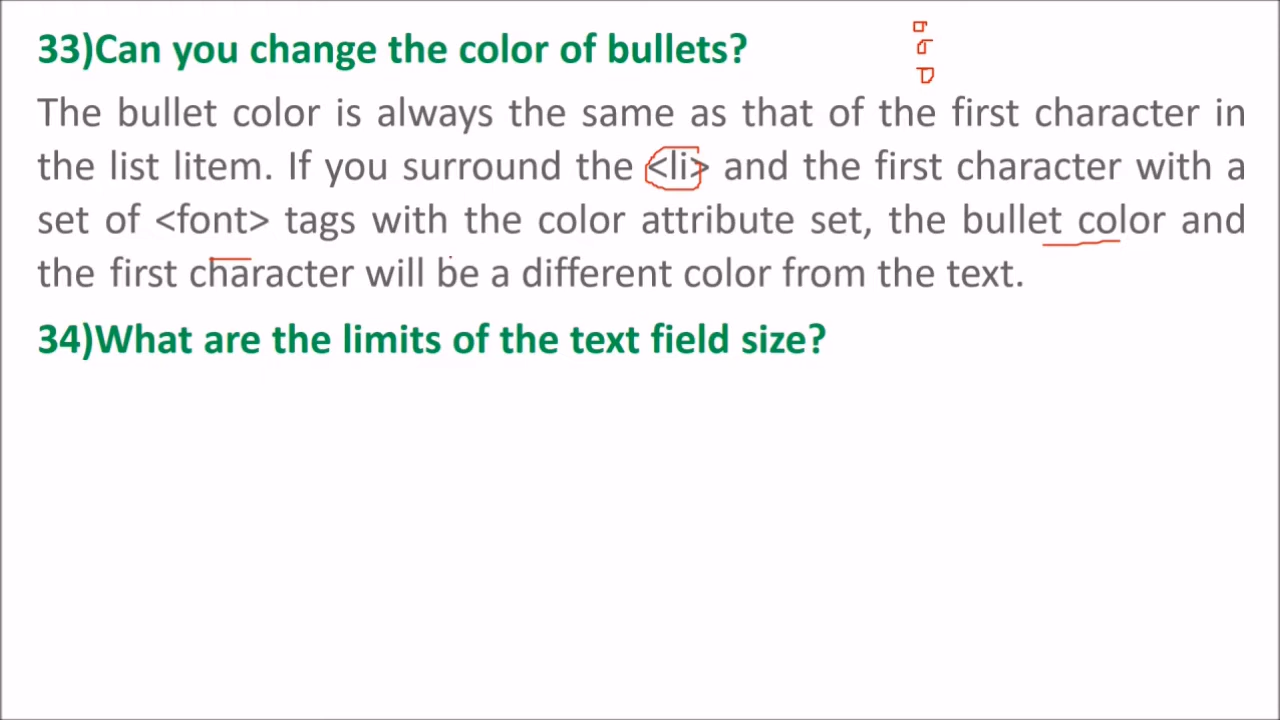 33)Can you change the color of bullets?
The bullet color is always the same as that of the first character in
the list litem. If you surround the <li> and the first character with a
set of <font> tags with the color attribute set, the bullet color and
the first character will be a different color from the text.
34)What are the limits of the text field size?